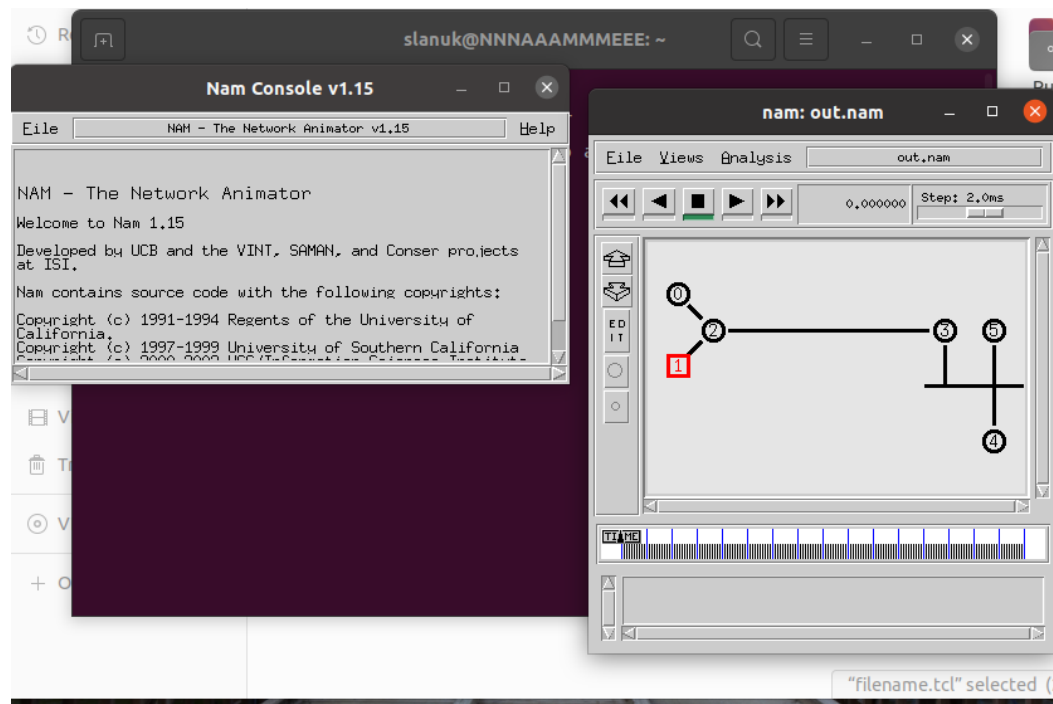 R
slanuk@NNNAAAMMMEEE: ~
Nam Console v1.15
Eile
NAM - The Network Animator v1.15
Help
NAM - The Network Animator
Welcome to Nam 1.15
Developed by UCB and the VINT, SAMAN, and Conser projects
at ISI.
Nam contains source code with the following copyrights:
Copyright (c) 1991-1994 Regents of the University of
California.
Copyright (c) 1997-1999 University of Southern California
V
Tr
V
+ O
nam: out.nam
File Views Analysis
out.nam
0.000000
Step: 2.0ms
ED
IT
0
2
1
3
5
4
TIME
"filename.tcl" selected (